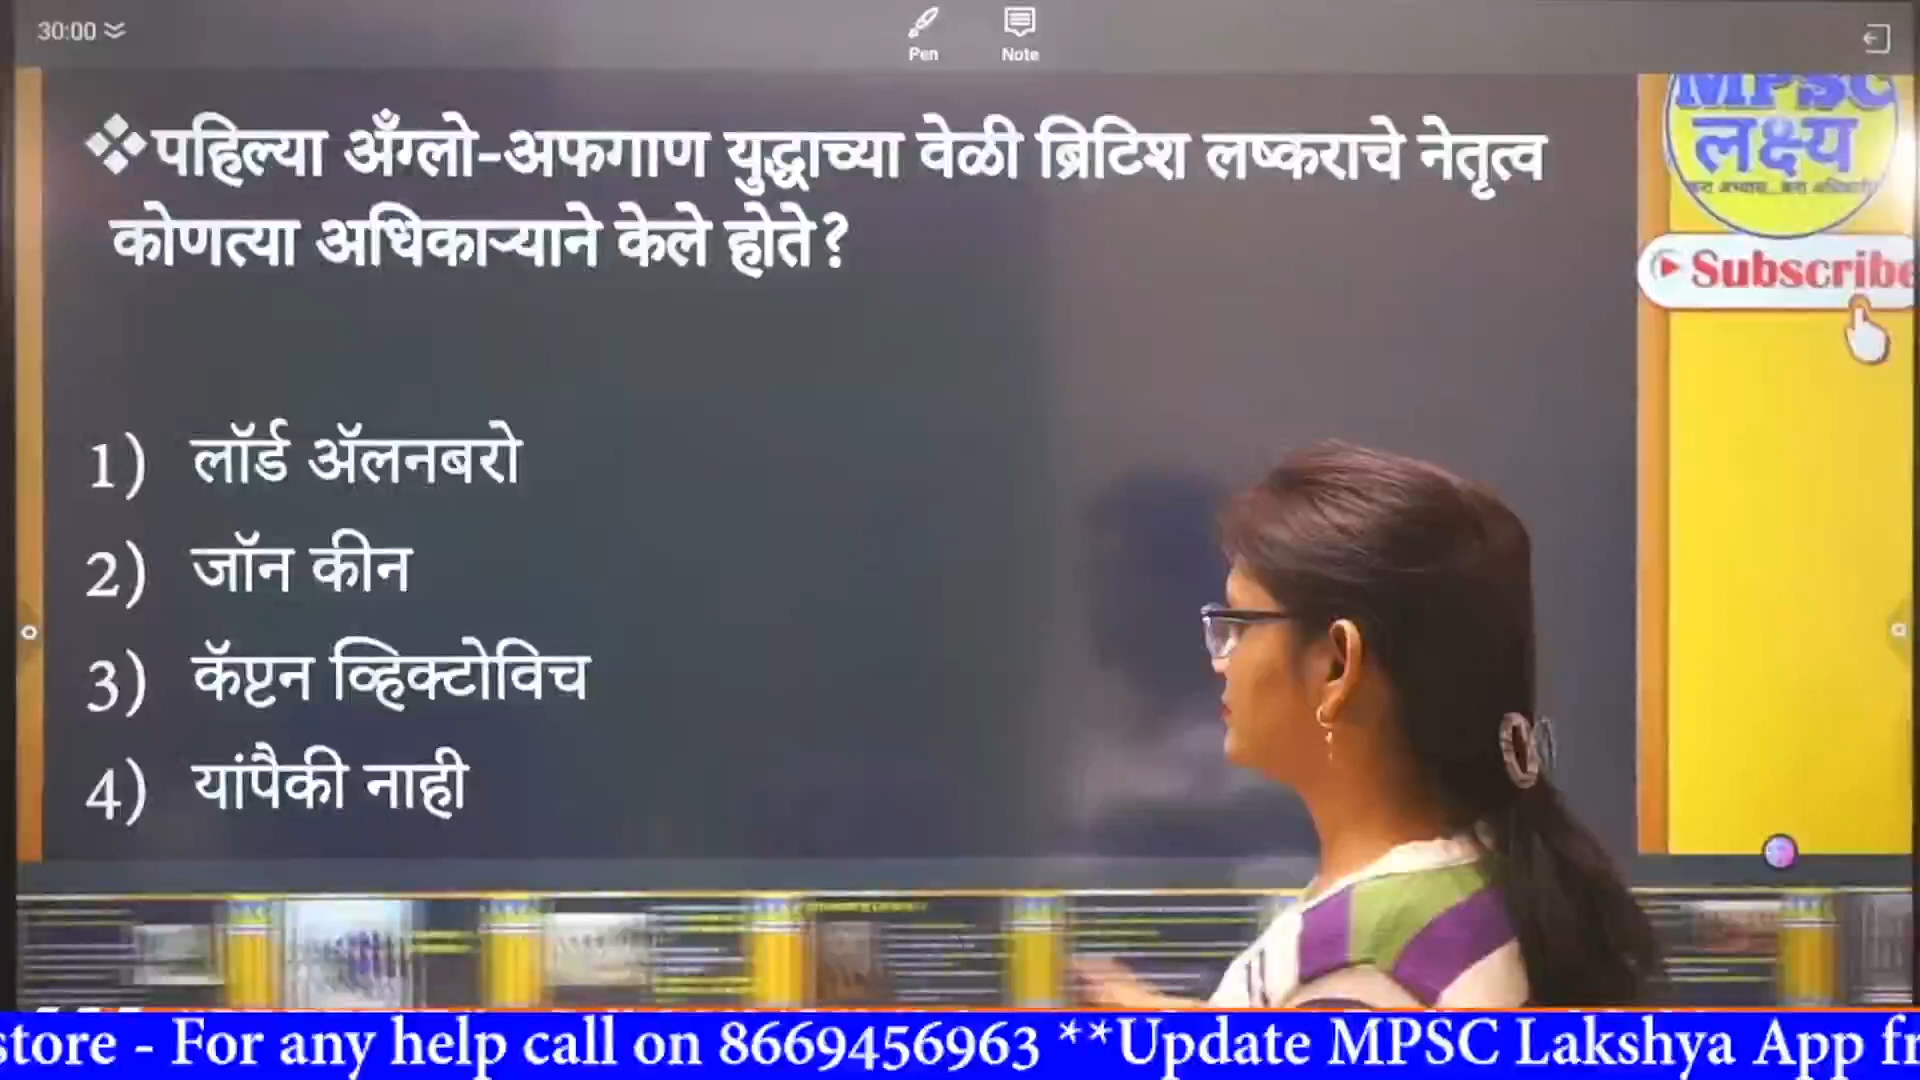 30:00
Pen
Note
❖पहिल्या अँग्लो-अफगाण युद्धाच्या वेळी ब्रिटिश लष्कराचे नेतृत्व
कोणत्या अधिकाऱ्याने केले होते?
1) लॉर्ड ॲलनबरो
2) जॉन कीन
3) कॅप्टन व्हिक्टोविच
4) यांपैकी नाही
MPSC
लक्ष्य
Subscribe
store - For any help call on 8669456963 **Update MPSC Lakshya App fr